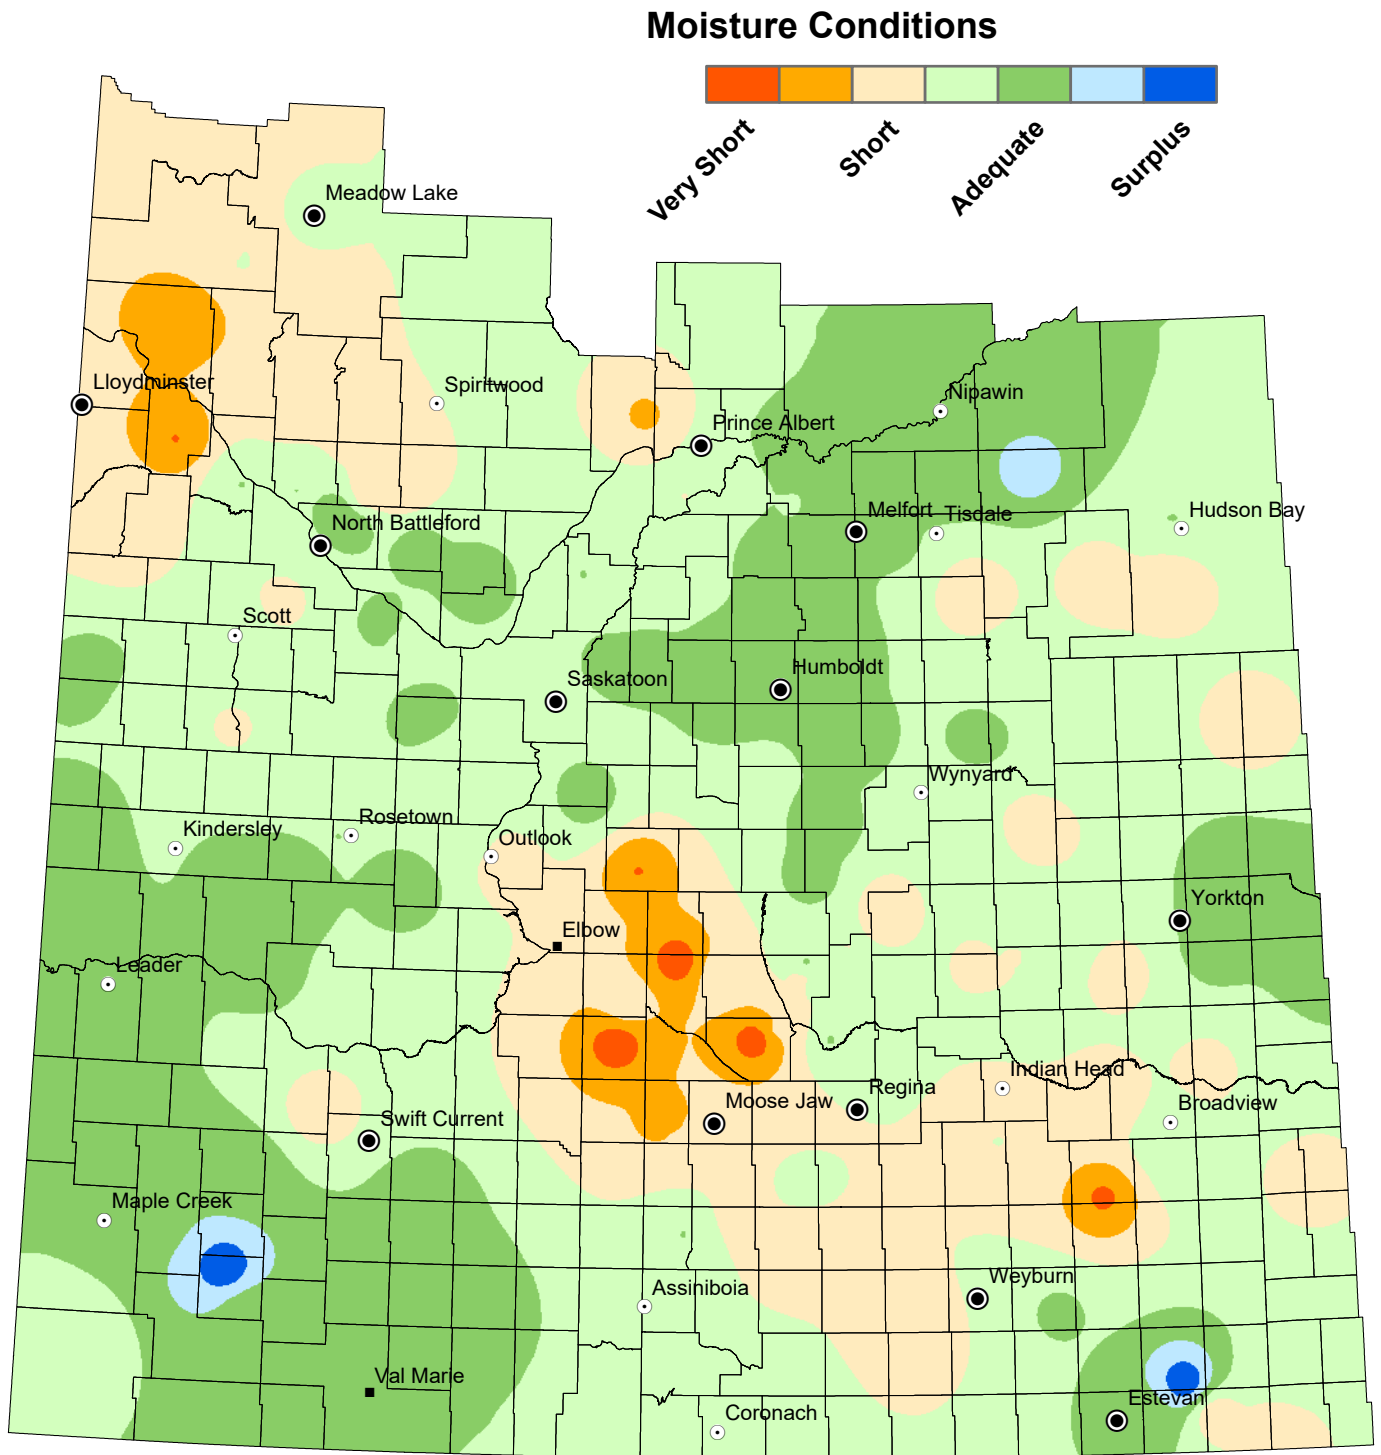 Moisture Conditions
Very Short
Short
Adequate
Surplus
Meadow Lake
Lloydminster
Spiritwood
Nipawin
Prince Albert
Melfort
Tisdale
Hudson Bay
North Battleford
Scott
Saskatoon
Humboldt
Wynyard
Kindersley
Rosetown
Outlook
Yorkton
Elbow
Leader
Indian Head
Regina
Moose Jaw
Broadview
Swift Current
Maple Creek
Weyburn
Assiniboia
Val Marie
Estevan
Coronach